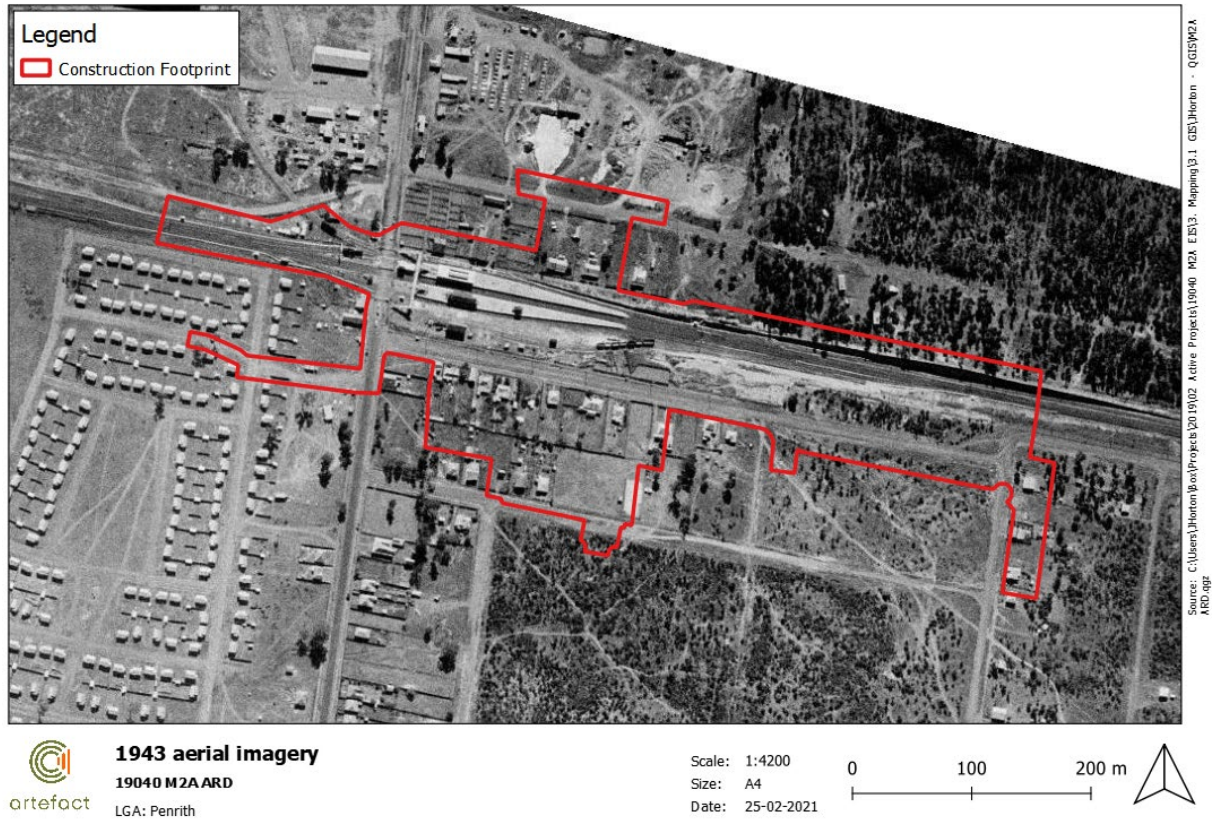 Legend
Construction Footprint
Source: C:\Users\JHorton\Box\Projects\2019\02 Active Projects\19040 M2A EIS\3. Mapping\3.1 GIS\JHorton - QGIS\M2A
ARD.qgz
artefact
1943 aerial imagery
19040 M2A ARD
LGA: Penrith
Scale: 1:4200
Size: A4
Date: 25-02-2021
0 100 200 m